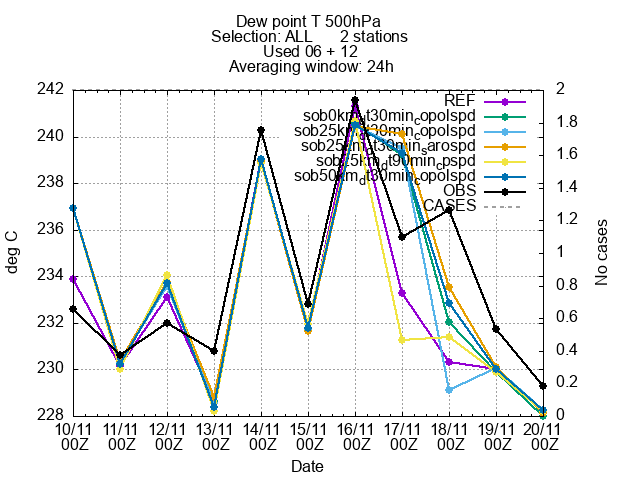 Dew point T 500hPa
Selection: ALL 2 stations
Used 06 + 12
Averaging window: 24h
242
240
238
236
234
232
230
228
deg C
2
1.8
1.6
1.4
1.2
1
0.8
0.6
0.4
0.2
0
No cases
REF
OBS
CASES
10/11 11/11 12/11 13/11 14/11 15/11 16/11 17/11 18/11 19/11 20/11
00Z 00Z 00Z 00Z 00Z 00Z 00Z 00Z 00Z 00Z 00Z
Date